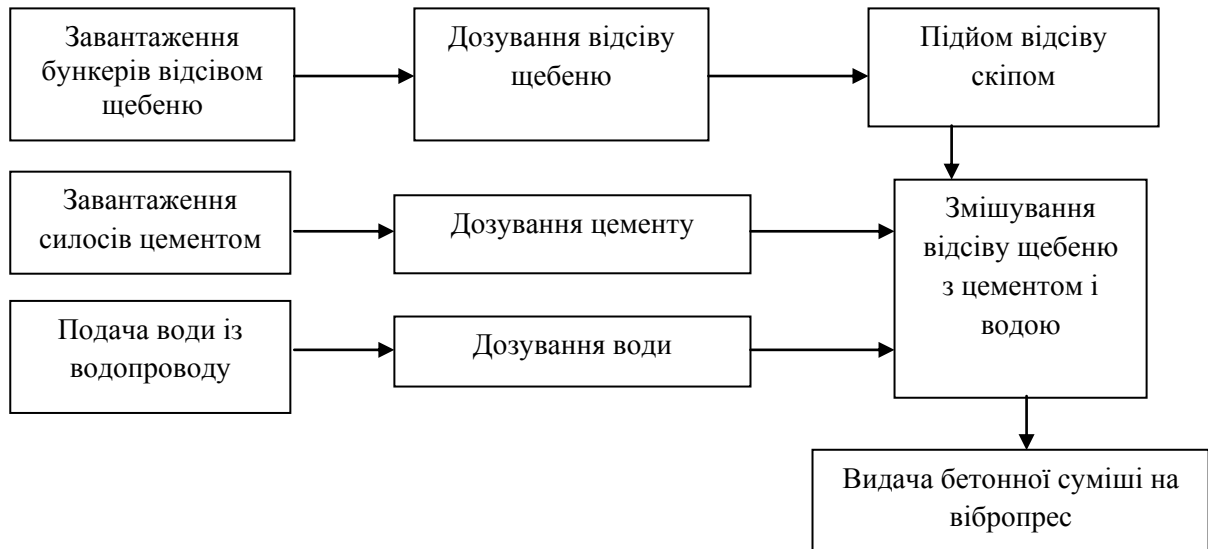 Завантаження
бункерів відсівом
щебеню
Дозування відсіву
щебеню
Підйом відсіву
скіпом
Завантаження
силосів цементом
Дозування цементу
Змішування
відсіву щебеню
з цементом і
водою
Подача води із
водопроводу
Дозування води
Видача бетонної суміші на
вібропрес